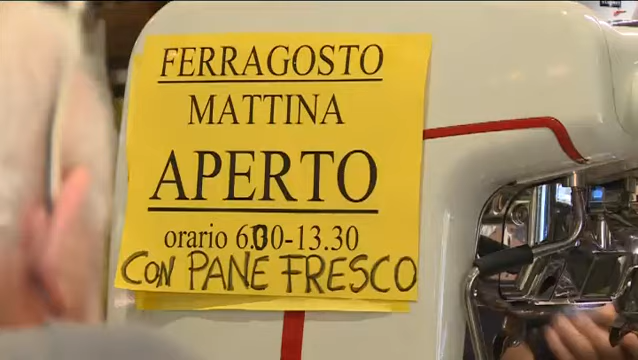 FERRAGOSTO
MATTINA
APERTO
orario 6.00-13.30
CON PANE FRESCO